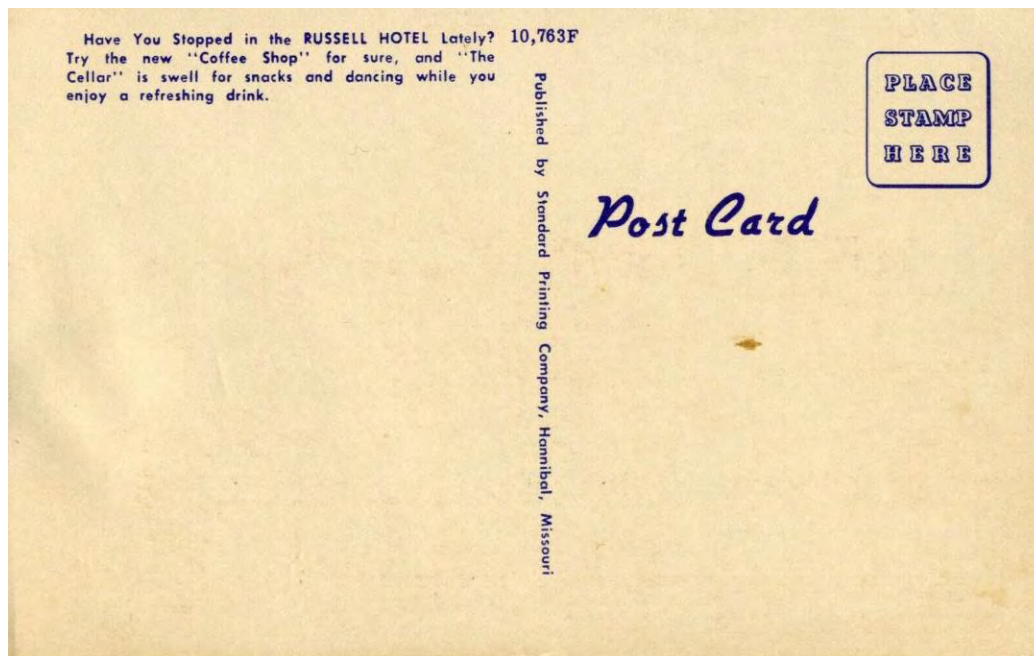 Have You Stopped in the RUSSELL HOTEL Lately?
Try the new "Coffee Shop" for sure, and "The
Cellar" is swell for snacks and dancing while you
enjoy a refreshing drink.
10,763F
Published by Standard Printing Company, Hannibal, Missouri
Post Card
PLACE
STAMP
HERE